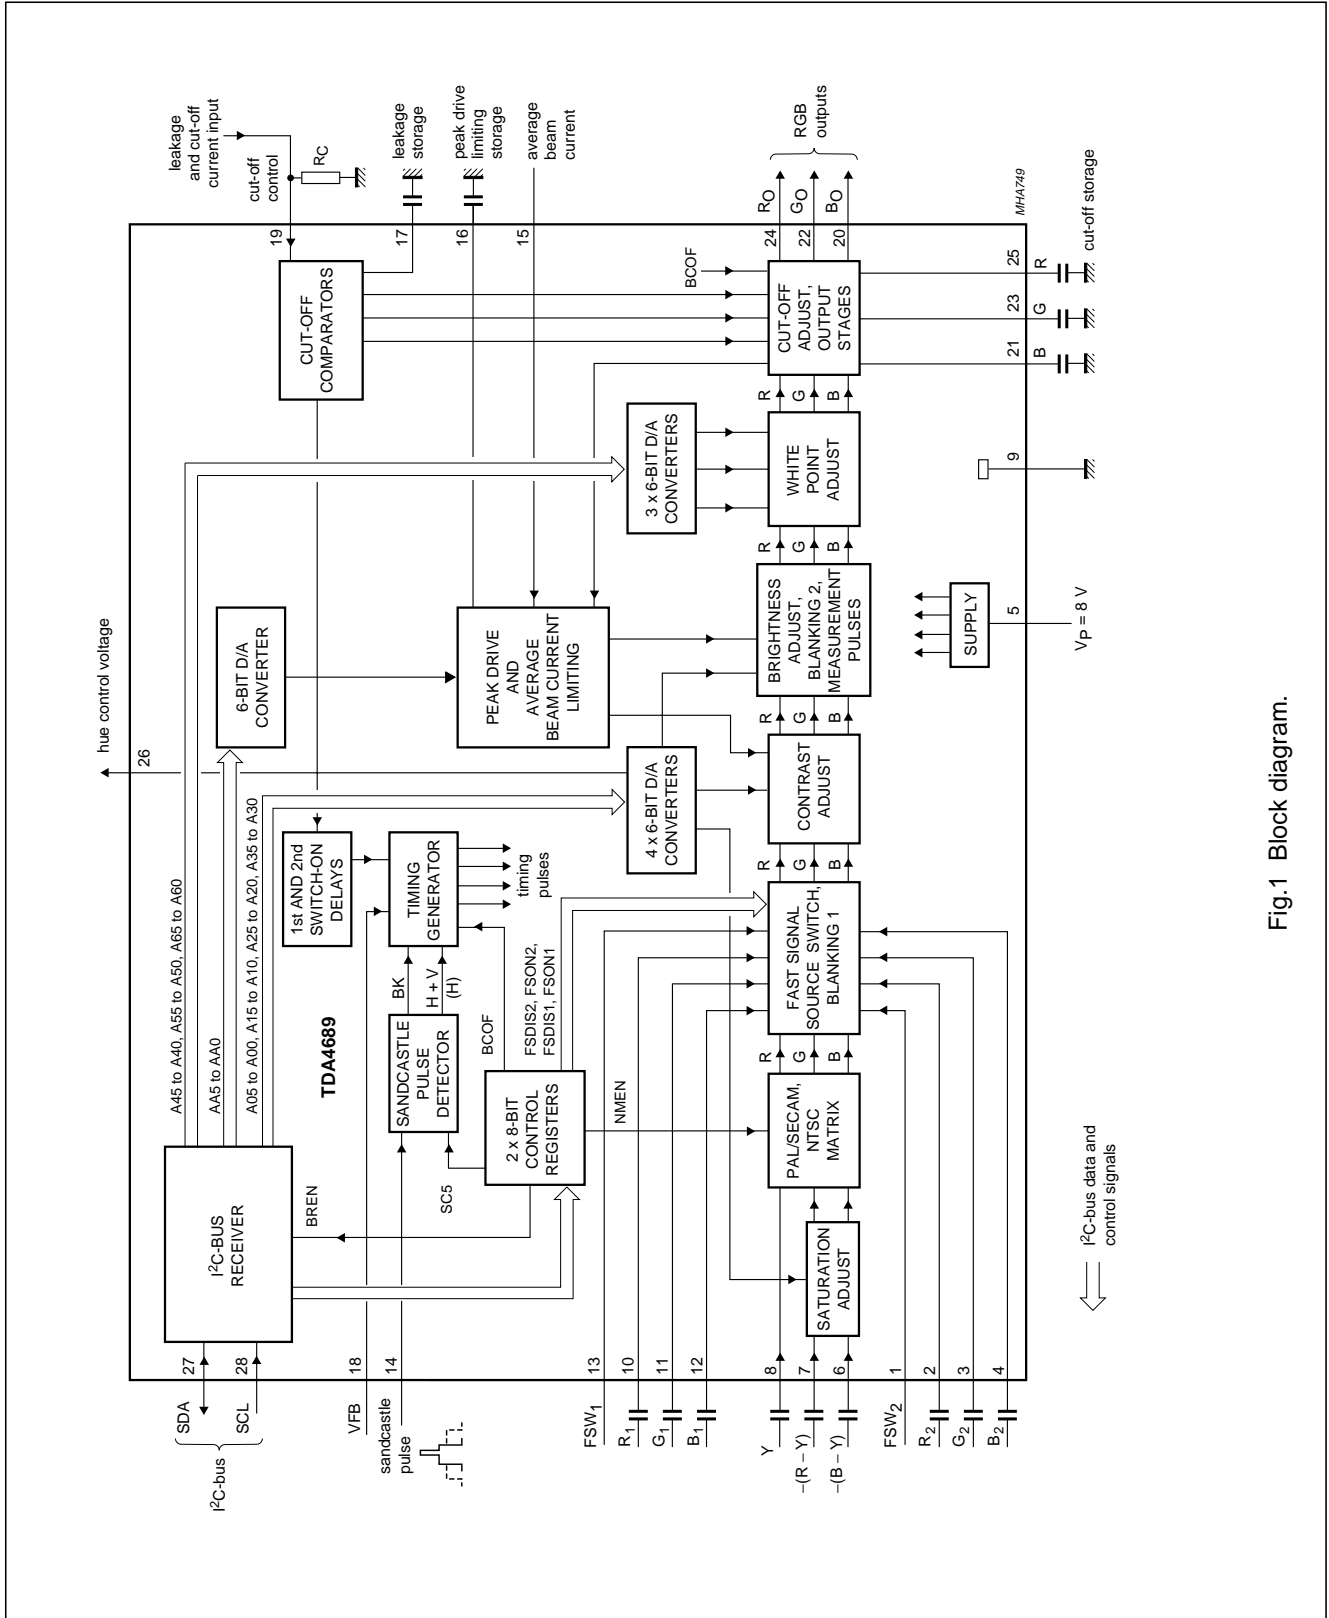 I²C-bus
SDA
SCL
27
28
I²C-BUS
RECEIVER
A45 to A40, A55 to A50, A65 to A60
AA5 to AA0
A05 to A00, A15 to A10, A25 to A20, A35 to A30
26
hue control voltage
6-BIT D/A
CONVERTER
CUT-OFF
COMPARATORS
19
leakage
and cut-off
current input
cut-off
control
RC
17
leakage
storage
16
peak drive
limiting
storage
15
average
beam
current
TDA4689
BREN
VFB
18
sandcastle
pulse
14
SANDCASTLE
PULSE
DETECTOR
SC5
BK
H + V
(H)
1st AND 2nd
SWITCH-ON
DELAYS
TIMING
GENERATOR
timing
pulses
BCOF
2 x 8-BIT
CONTROL
REGISTERS
FSDIS2, FSON2,
FSDIS1, FSON1
NMEN
PEAK DRIVE
AND
AVERAGE
BEAM CURRENT
LIMITING
4 x 6-BIT D/A
CONVERTERS
3 x 6-BIT D/A
CONVERTERS
BCOF
FSW1
13
R1
10
G1
11
B1
12
Y
8
−(R − Y)
7
−(B − Y)
6
SATURATION
ADJUST
PAL/SECAM,
NTSC
MATRIX
R
G
B
FAST SIGNAL
SOURCE SWITCH,
BLANKING 1
R
G
B
CONTRAST
ADJUST
R
G
B
BRIGHTNESS
ADJUST,
BLANKING 2,
MEASUREMENT
PULSES
R
G
B
WHITE
POINT
ADJUST
R
G
B
CUT-OFF
ADJUST,
OUTPUT
STAGES
24
RO
22
GO
20
BO
RGB
outputs
FSW2
1
R2
2
G2
3
B2
4
SUPPLY
5
VP = 8 V
9
21
B
23
G
25
R
cut-off storage
MHA749
I²C-bus data and
control signals
Fig.1 Block diagram.